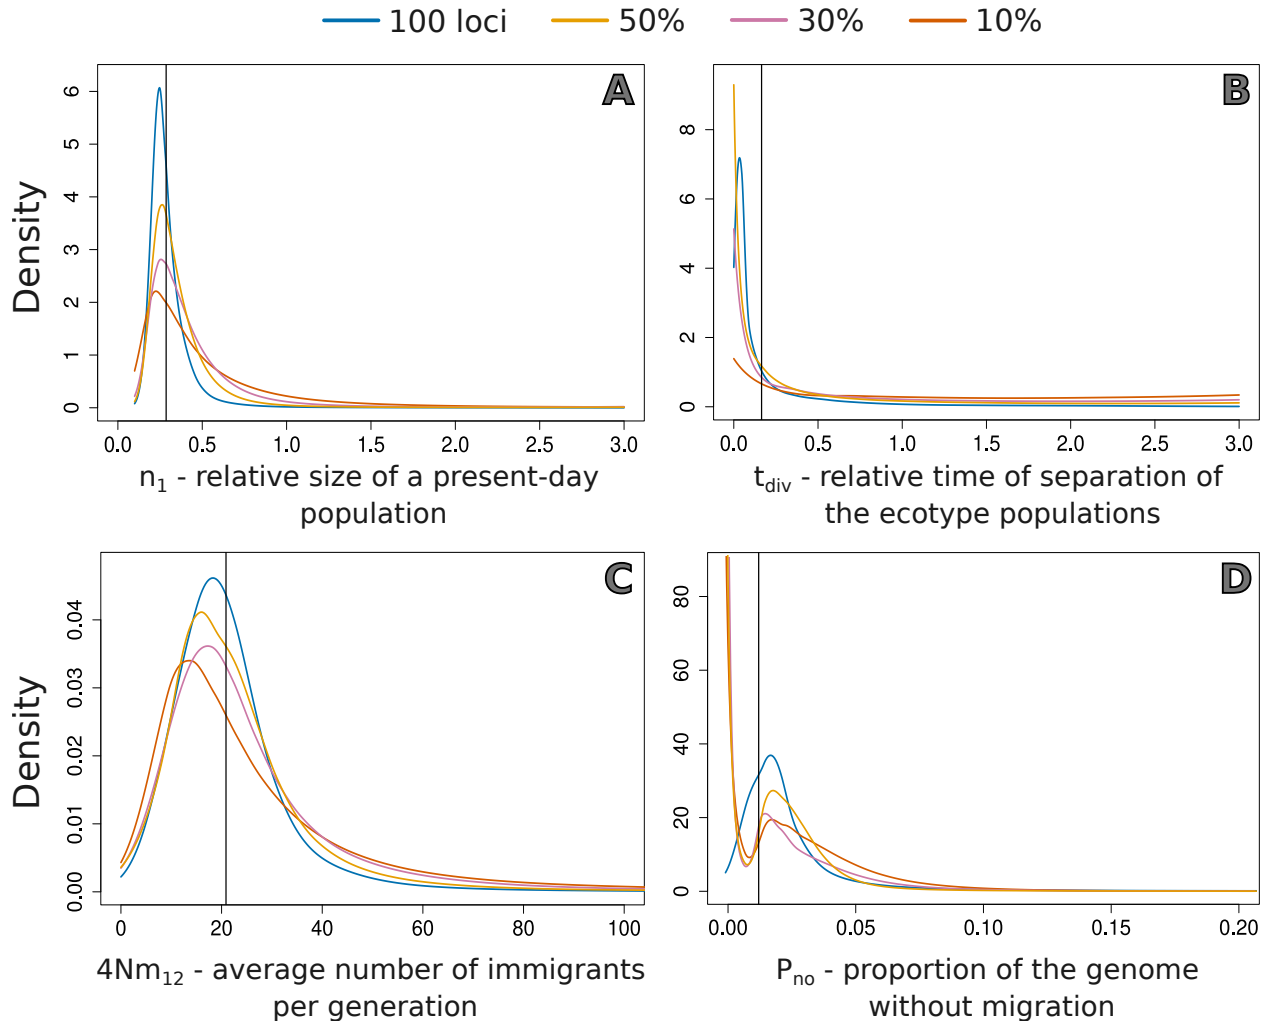 100 loci 50% 30% 10%
A
Density
6
5
4
3
2
1
0
0.0 0.5 1.0 1.5 2.0 2.5 3.0
n1 - relative size of a present-day
population
B
8
6
4
2
0
0.0 0.5 1.0 1.5 2.0 2.5 3.0
tdiv - relative time of separation of
the ecotype populations
C
Density
0.04
0.03
0.02
0.01
0.00
0 20 40 60 80 100
4Nm12 - average number of immigrants
per generation
D
80
60
40
20
0
0.00 0.05 0.10 0.15 0.20
Pno - proportion of the genome
without migration